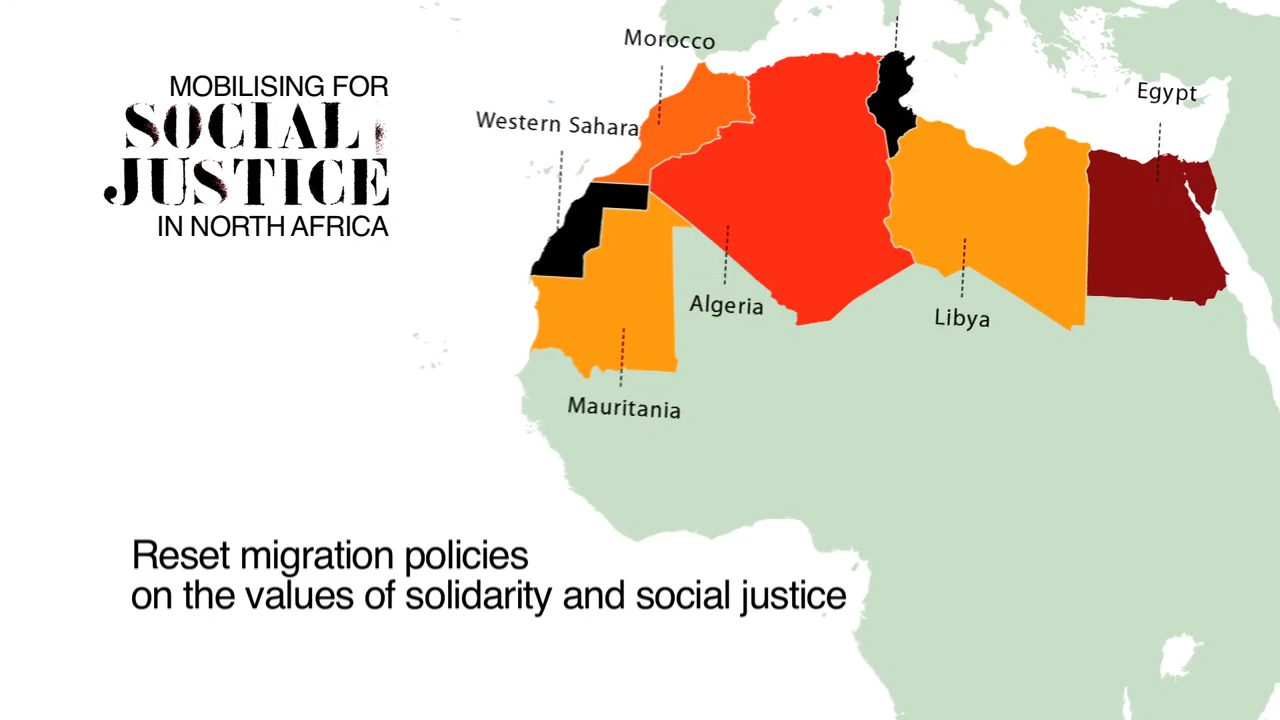 MOBILISING FOR
SOCIAL
JUSTICE
IN NORTH AFRICA
Morocco
Western Sahara
Egypt
Algeria
Libya
Mauritania
Reset migration policies
on the values of solidarity and social justice